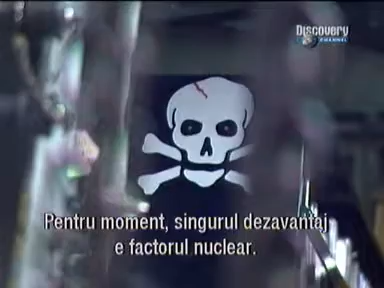 Discovery
CHANNEL
Pentru moment, singurul dezavantaj
e factorul nuclear.